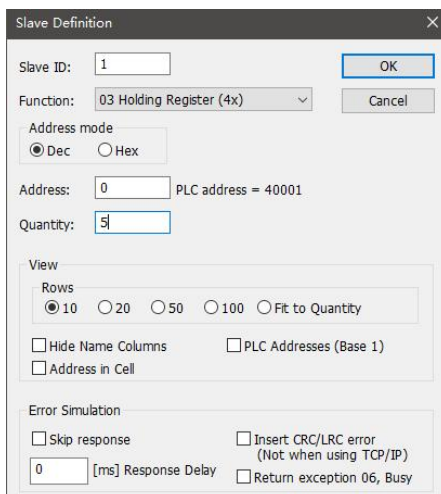 Slave Definition
Slave ID: 1
OK
Function: 03 Holding Register (4x)
Cancel
Address mode
Dec Hex
Address: 0 PLC address = 40001
Quantity: 5
View
Rows
10 20 50 100 Fit to Quantity
Hide Name Columns PLC Addresses (Base 1)
Address in Cell
Error Simulation
Skip response Insert CRC/LRC error
(Not when using TCP/IP)
0 [ms] Response Delay
Return exception 06, Busy